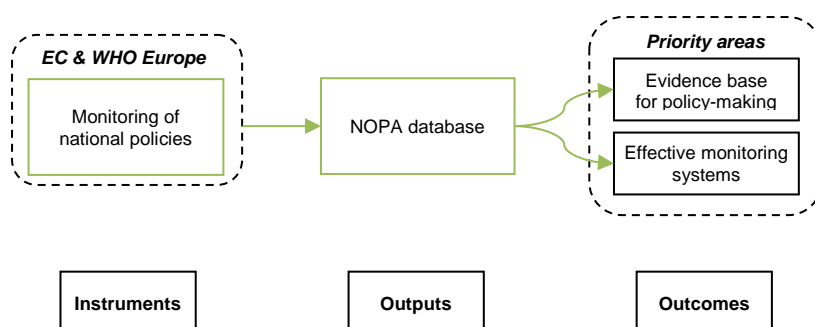 EC & WHO Europe
Monitoring of
national policies
NOPA database
Priority areas
Evidence base
for policy-making
Effective monitoring
systems
Instruments
Outputs
Outcomes